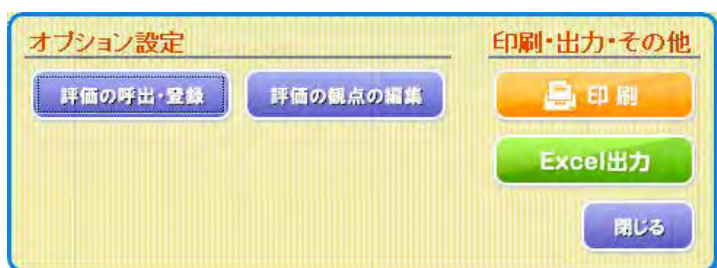 オプション設定
評価の呼出・登録
評価の観点の編集
印刷・出力・その他
印刷
Excel出力
閉じる